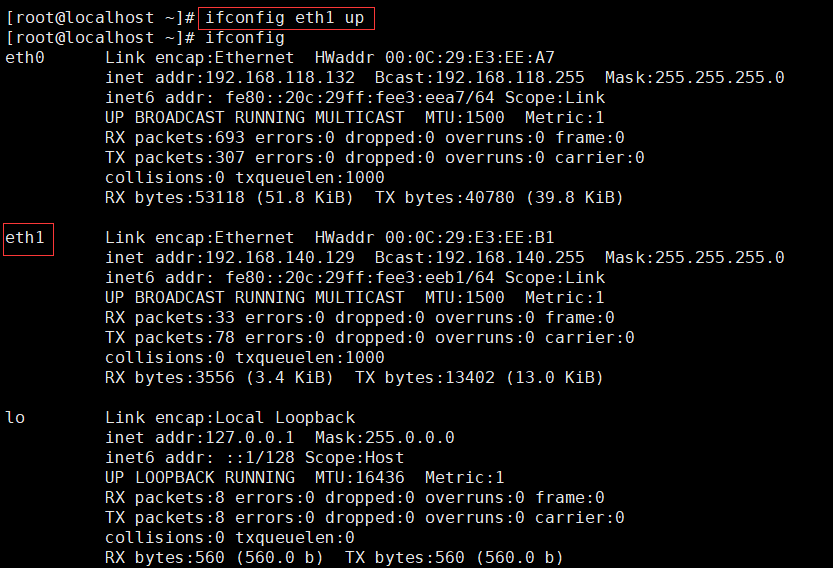 [root@localhost ~]# ifconfig eth1 up
[root@localhost ~]# ifconfig
eth0      Link encap:Ethernet  HWaddr 00:0C:29:E3:EE:A7
          inet addr:192.168.118.132  Bcast:192.168.118.255  Mask:255.255.255.0
          inet6 addr: fe80::20c:29ff:fee3:eea7/64 Scope:Link
          UP BROADCAST RUNNING MULTICAST  MTU:1500  Metric:1
          RX packets:693 errors:0 dropped:0 overruns:0 frame:0
          TX packets:307 errors:0 dropped:0 overruns:0 carrier:0
          collisions:0 txqueuelen:1000
          RX bytes:53118 (51.8 KiB)  TX bytes:40780 (39.8 KiB)
eth1      Link encap:Ethernet  HWaddr 00:0C:29:E3:EE:B1
          inet addr:192.168.140.129  Bcast:192.168.140.255  Mask:255.255.255.0
          inet6 addr: fe80::20c:29ff:fee3:eeb1/64 Scope:Link
          UP BROADCAST RUNNING MULTICAST  MTU:1500  Metric:1
          RX packets:33 errors:0 dropped:0 overruns:0 frame:0
          TX packets:78 errors:0 dropped:0 overruns:0 carrier:0
          collisions:0 txqueuelen:1000
          RX bytes:3556 (3.4 KiB)  TX bytes:13402 (13.0 KiB)
lo        Link encap:Local Loopback
          inet addr:127.0.0.1  Mask:255.0.0.0
          inet6 addr: ::1/128 Scope:Host
          UP LOOPBACK RUNNING  MTU:16436  Metric:1
          RX packets:8 errors:0 dropped:0 overruns:0 frame:0
          TX packets:8 errors:0 dropped:0 overruns:0 carrier:0
          collisions:0 txqueuelen:0
          RX bytes:560 (560.0 b)  TX bytes:560 (560.0 b)